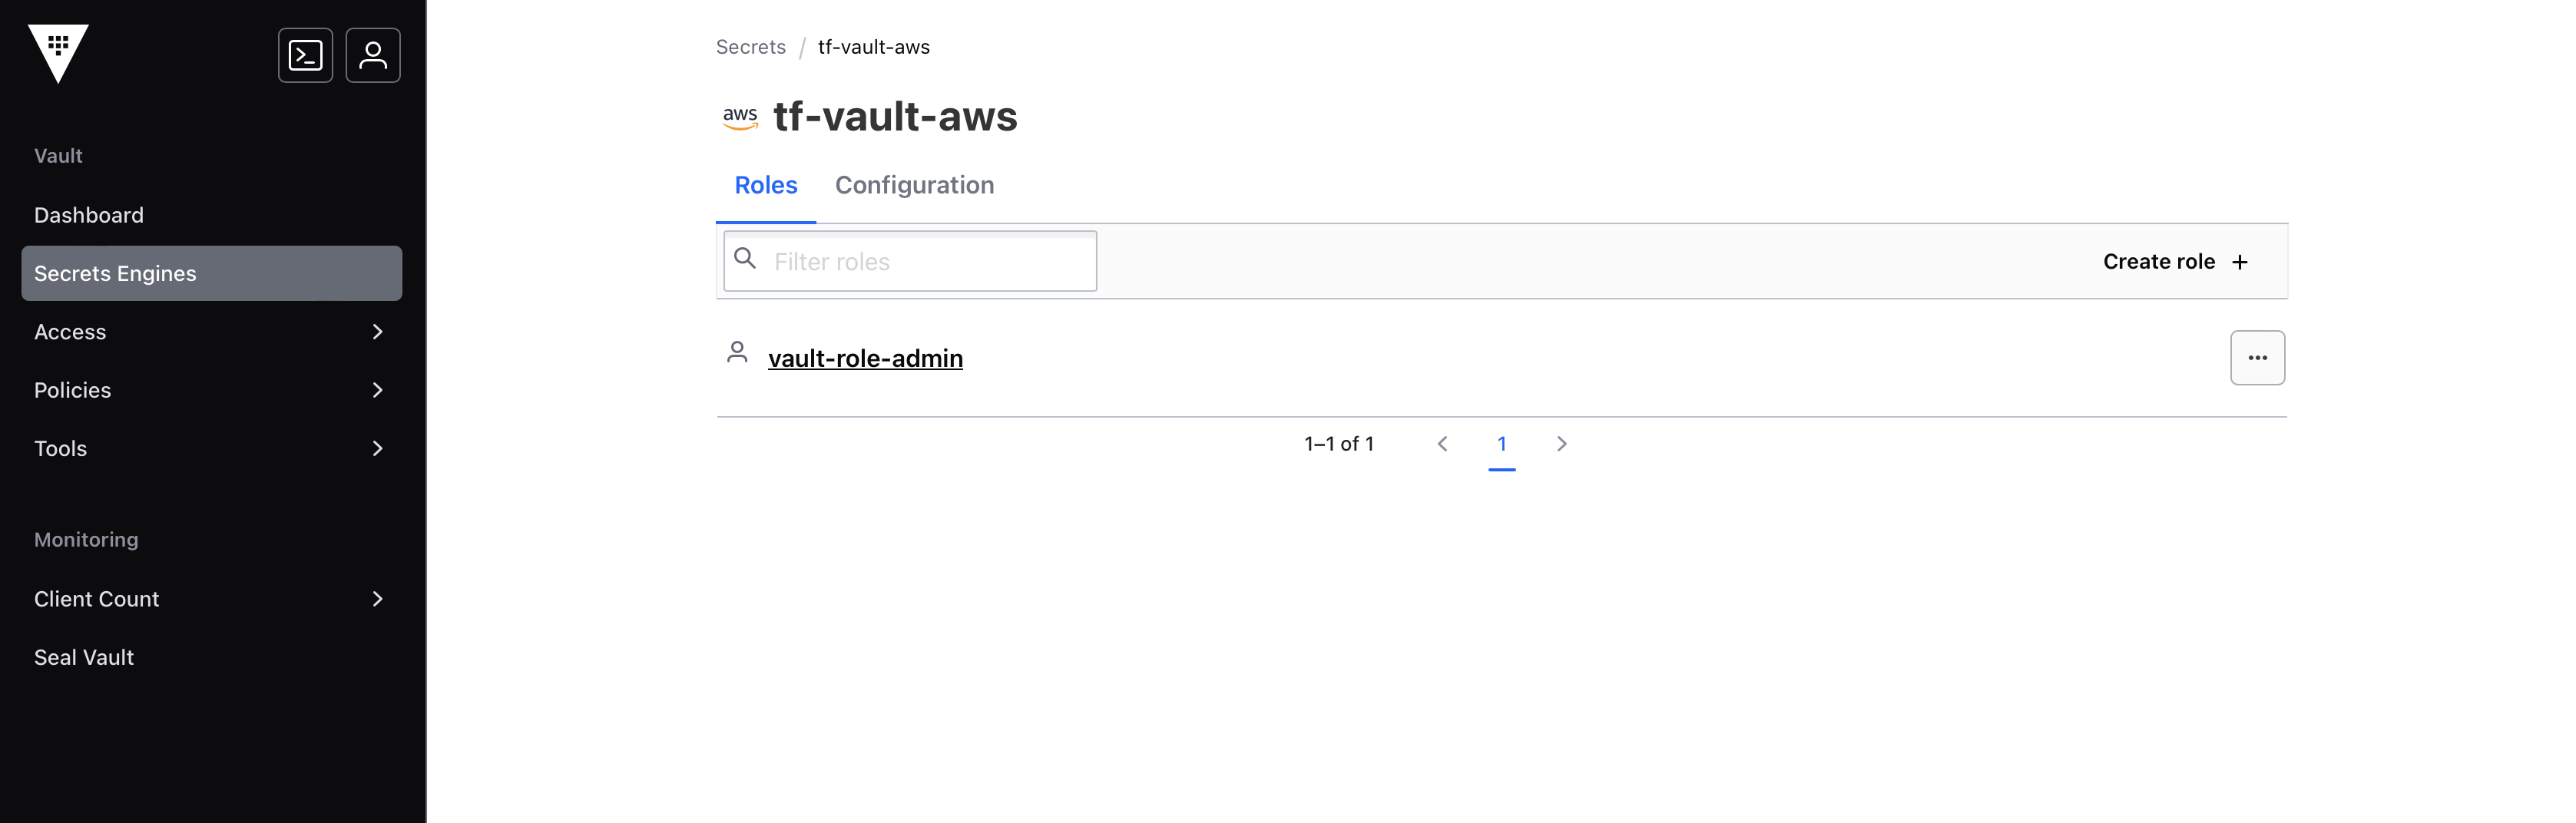 Vault
Dashboard
Secrets Engines
Access
Policies
Tools
Monitoring
Client Count
Seal Vault
Secrets / tf-vault-aws
aws tf-vault-aws
Roles Configuration
Filter roles Create role +
vault-role-admin
1–1 of 1 1